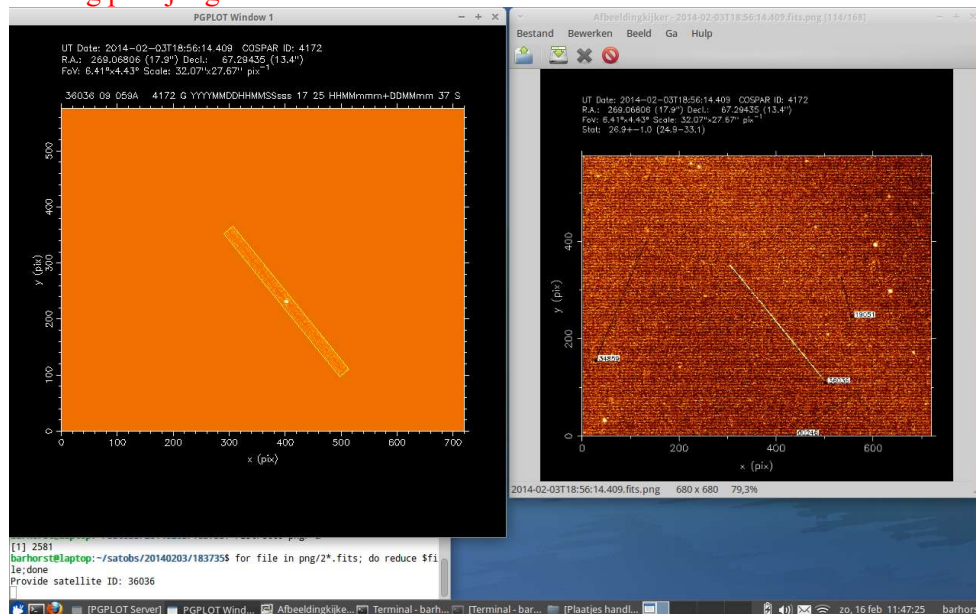 PGPLOT Window 1
UT Date: 2014-02-03T18:56:14.409 COSPAR ID: 4172
R.A.: 269.06806 (17.9") Decl.: 67.29435 (13.4")
FoV: 6.41°x4.43° Scale: 32.07"x27.67" pix⁻¹
36036 09 059A 4172 G YYYYMMDDHHMMSSsss 17 25 HHMMmmm+DDMMmm 37 S
500
400
300
200
100
0
y (pix)
0 100 200 300 400 500 600 700
x (pix)
Afbeeldingkijker - 2014-02-03T18:56:14.409.fits.png [114/168]
Bestand Bewerken Beeld Ga Hulp
UT Date: 2014-02-03T18:56:14.409 COSPAR ID: 4172
R.A.: 269.06806 (17.9") Decl.: 67.29435 (13.4")
FoV: 6.41°x4.43° Scale: 32.07"x27.67" pix⁻¹
Stat: 26.9+-1.0 (24.9-33.1)
400
200
0
y (pix)
19051
36036
0 200 400 600
x (pix)
2014-02-03T18:56:14.409.fits.png 680 x 680 79,3%
[1] 2581
barhorst@laptop:~/satobs/20140203/183735$ for file in png/2*.fits; do reduce $fi
le;done
Provide satellite ID: 36036
[PGPLOT Server] PGPLOT Wind... Afbeeldingkijke... Terminal - barh... [Terminal - bar... [Plaatjes handl... zo, 16 feb 11:47:25 barhors